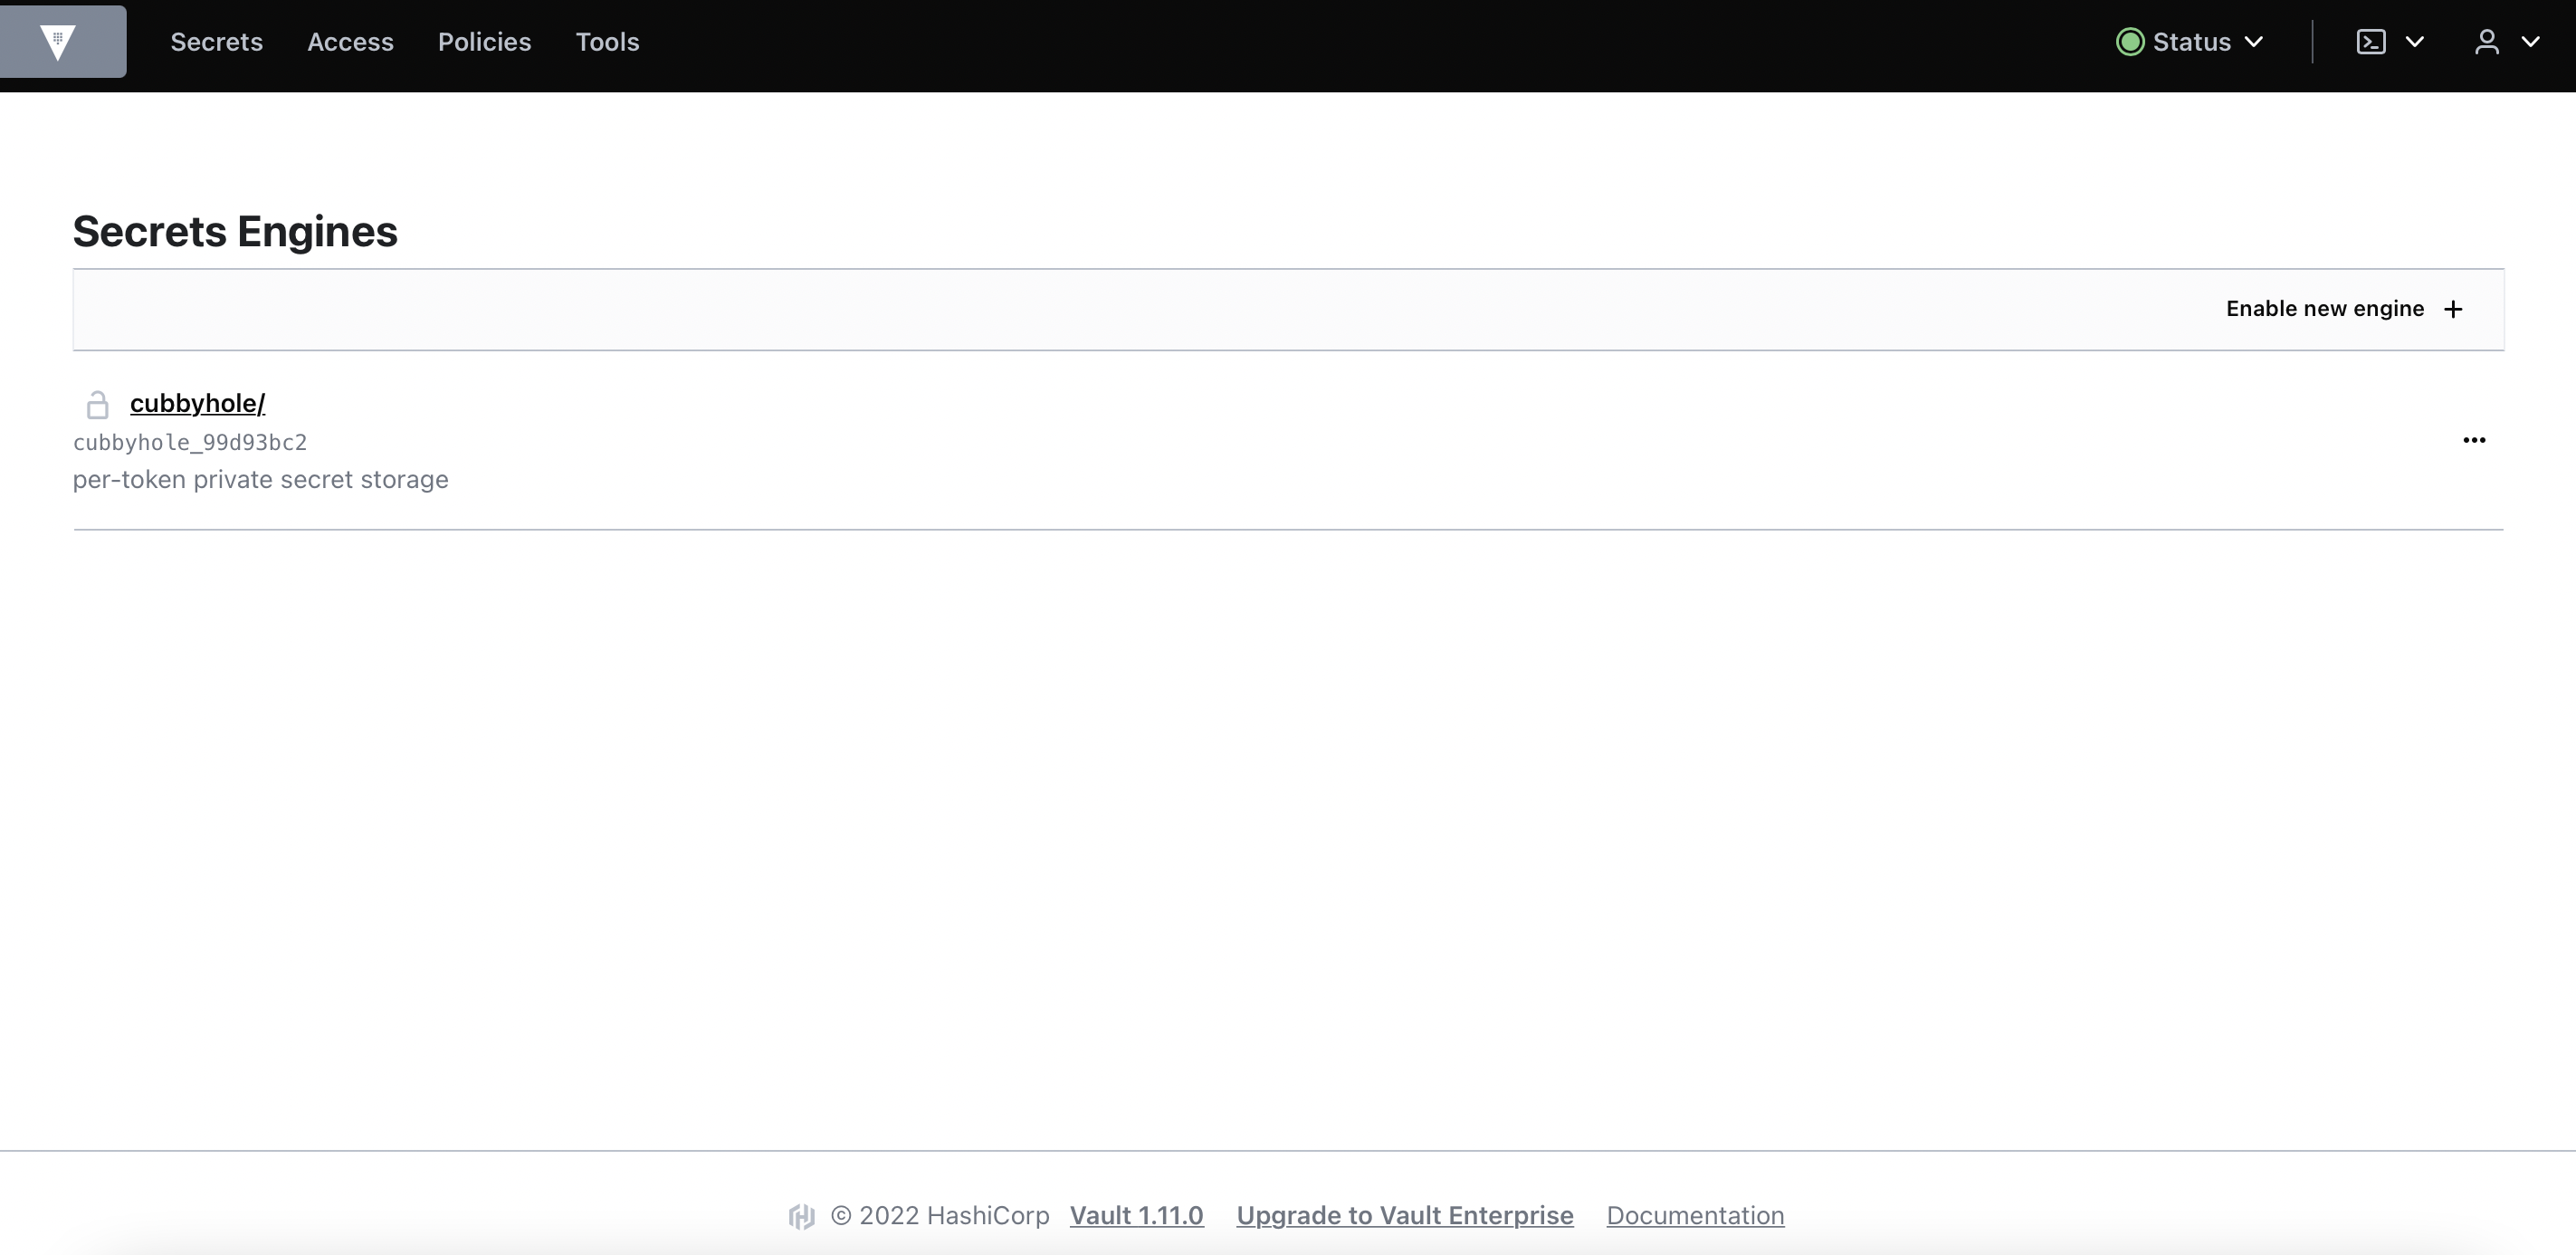 Secrets Access Policies Tools Status
Secrets Engines
Enable new engine
cubbyhole/
cubbyhole_99d93bc2
per-token private secret storage
© 2022 HashiCorp Vault 1.11.0 Upgrade to Vault Enterprise Documentation